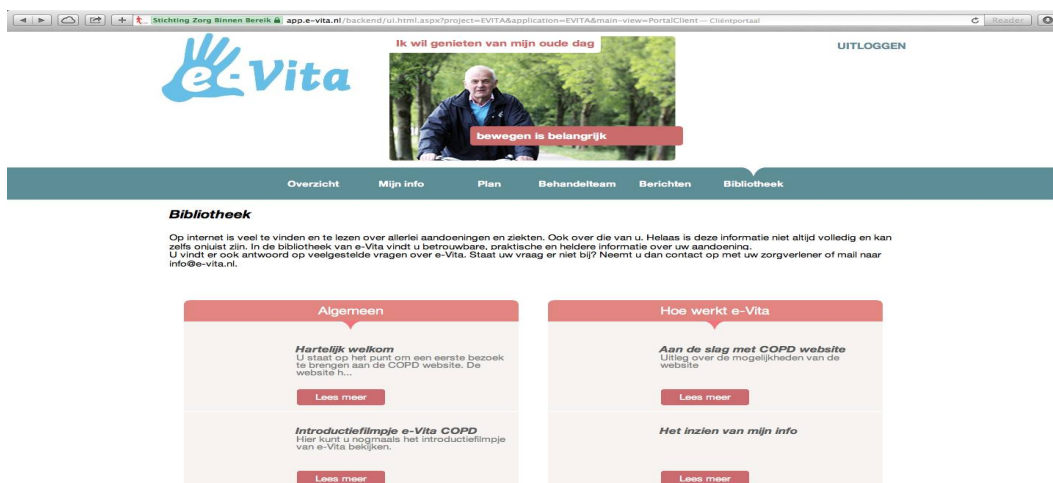 Stichting Zorg Binnen Bereik app.e-vita.nl/backend/ui.html.aspx?project=EVITA&application=EVITA&main-view=PortalClient — Cliëntportaal
Reader
e-Vita
Ik wil genieten van mijn oude dag
UITLOGGEN
bewegen is belangrijk
Overzicht Mijn info Plan Behandelteam Berichten Bibliotheek
Bibliotheek
Op internet is veel te vinden en te lezen over allerlei aandoeningen en ziekten. Ook over die van u. Helaas is deze informatie niet altijd volledig en kan
zelfs onjuist zijn. In de bibliotheek van e-Vita vindt u betrouwbare, praktische en heldere informatie over uw aandoening.
U vindt er ook antwoord op veelgestelde vragen over e-Vita. Staat uw vraag er niet bij? Neemt u dan contact op met uw zorgverlener of mail naar
info@e-vita.nl.
Algemeen
Hartelijk welkom
U staat op het punt om een eerste bezoek
te brengen aan de COPD website. De
website h...
Lees meer
Introductiefilmpje e-Vita COPD
Hier kunt u nogmaals het introductiefilmpje
van e-Vita bekijken.
Lees meer
Hoe werkt e-Vita
Aan de slag met COPD website
Uitleg over de mogelijkheden van de
website
Lees meer
Het inzien van mijn info
Lees meer